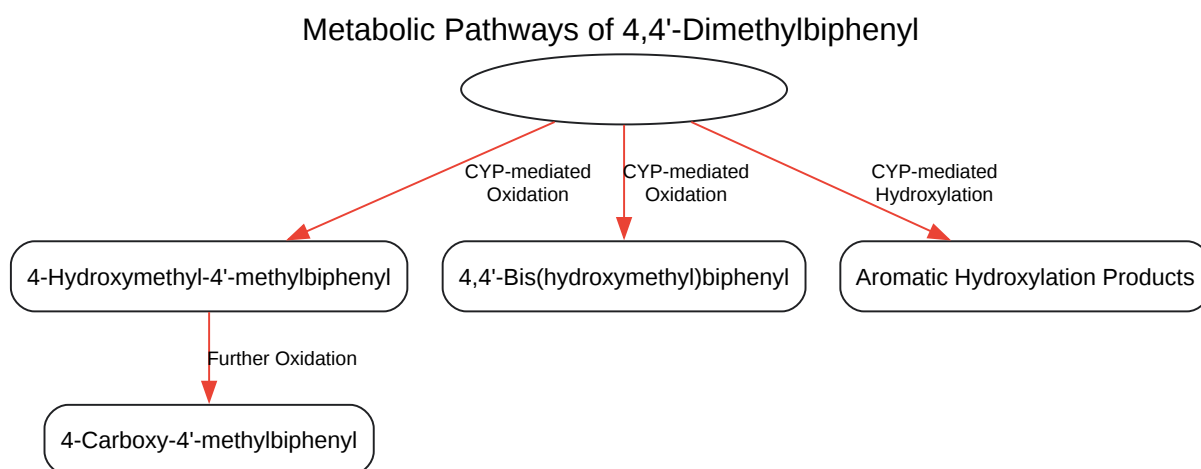 Metabolic Pathways of 4,4'-Dimethylbiphenyl
CYP-mediated
Oxidation
CYP-mediated
Oxidation
CYP-mediated
Hydroxylation
4-Hydroxymethyl-4'-methylbiphenyl
4,4'-Bis(hydroxymethyl)biphenyl
Aromatic Hydroxylation Products
Further Oxidation
4-Carboxy-4'-methylbiphenyl